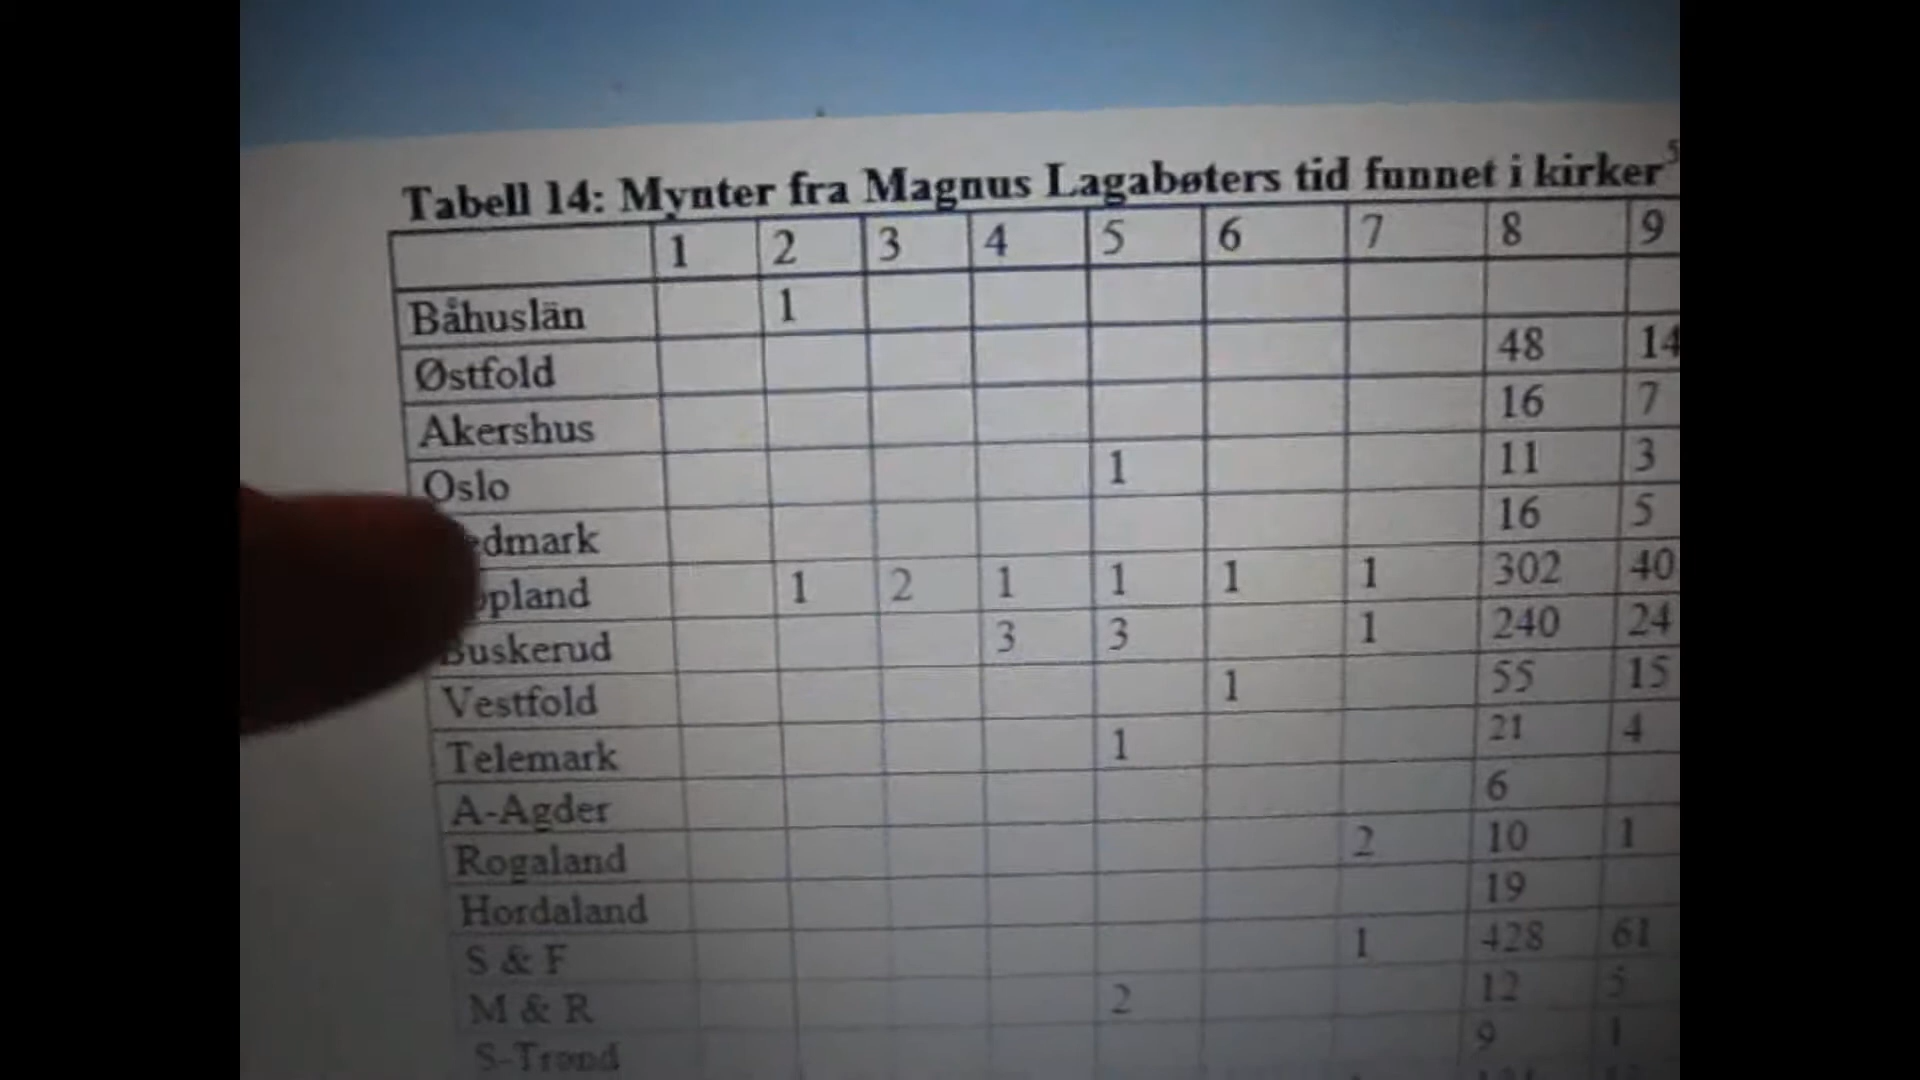 Tabell 14: Mynter fra Magnus Lagabøters tid funnet i kirker 5
1 2 3 4 5 6 7 8 9
Båhuslän 1
Østfold 48 14
Akershus 16 7
Oslo 1 11 3
edmark 16 5
pland 1 2 1 1 1 1 302 40
Buskerud 3 3 1 240 24
Vestfold 1 55 15
Telemark 1 21 4
A-Agder 6
Rogaland 2 10 1
Hordaland 19
S & F 1 428 61
M & R 2 12 5
S-Trønd 9 1